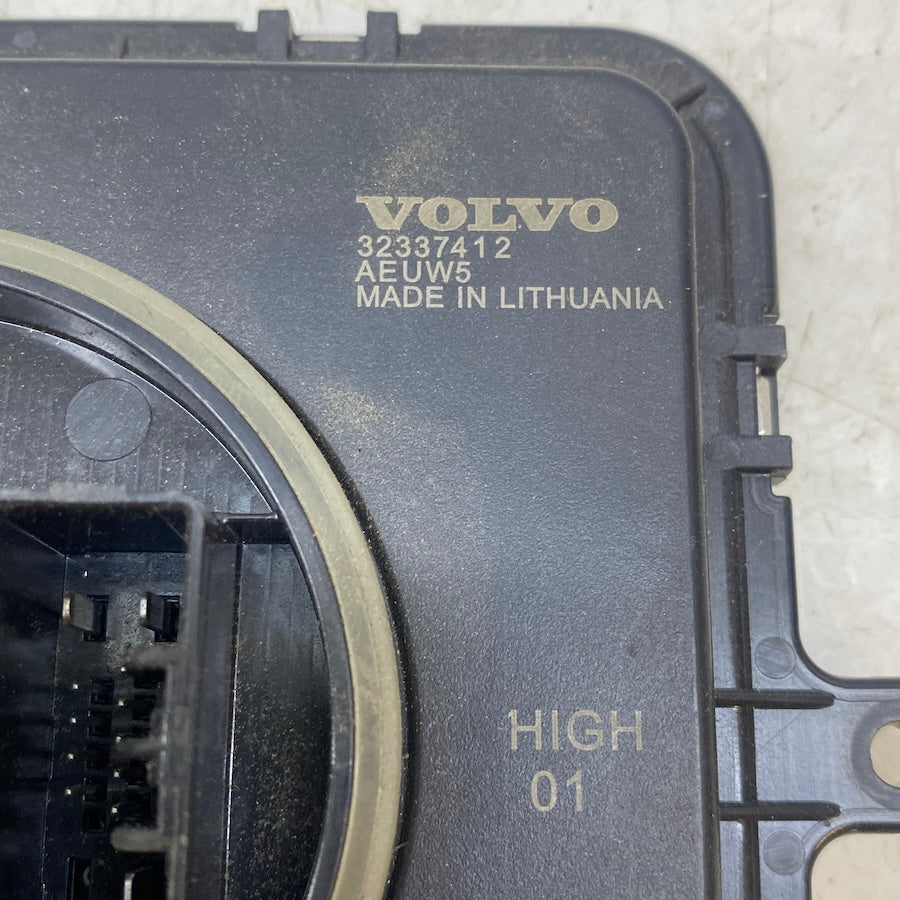 VOLVO
32337412
AEUW5
MADE IN LITHUANIA
HIGH
01